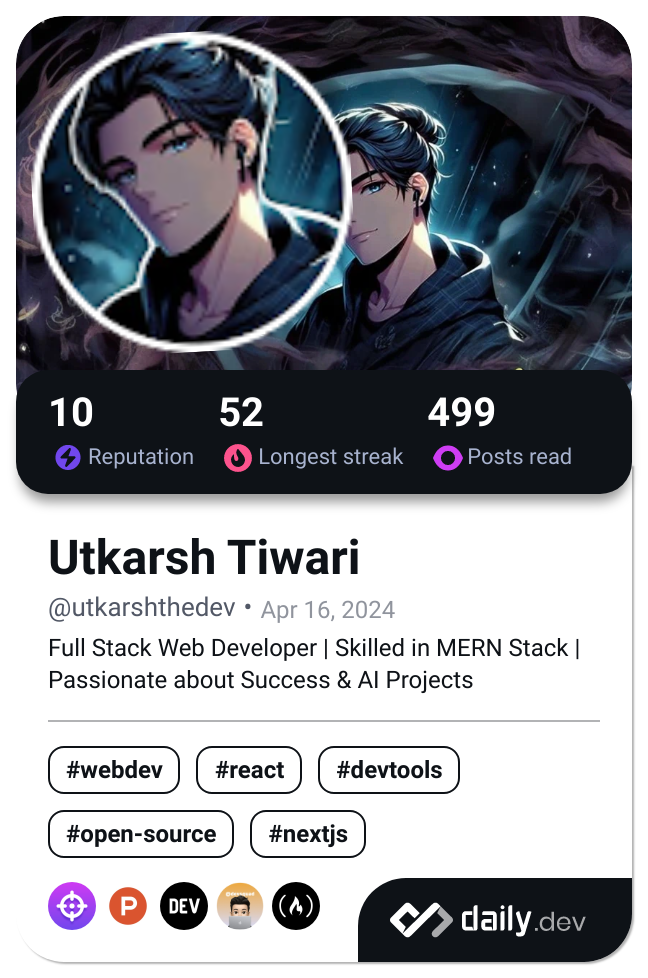 10 52 499
Reputation Longest streak Posts read
Utkarsh Tiwari
@utkarshthedev • Apr 16, 2024
Full Stack Web Developer | Skilled in MERN Stack |
Passionate about Success & AI Projects
#webdev #react #devtools
#open-source #nextjs
P DEV
daily.dev